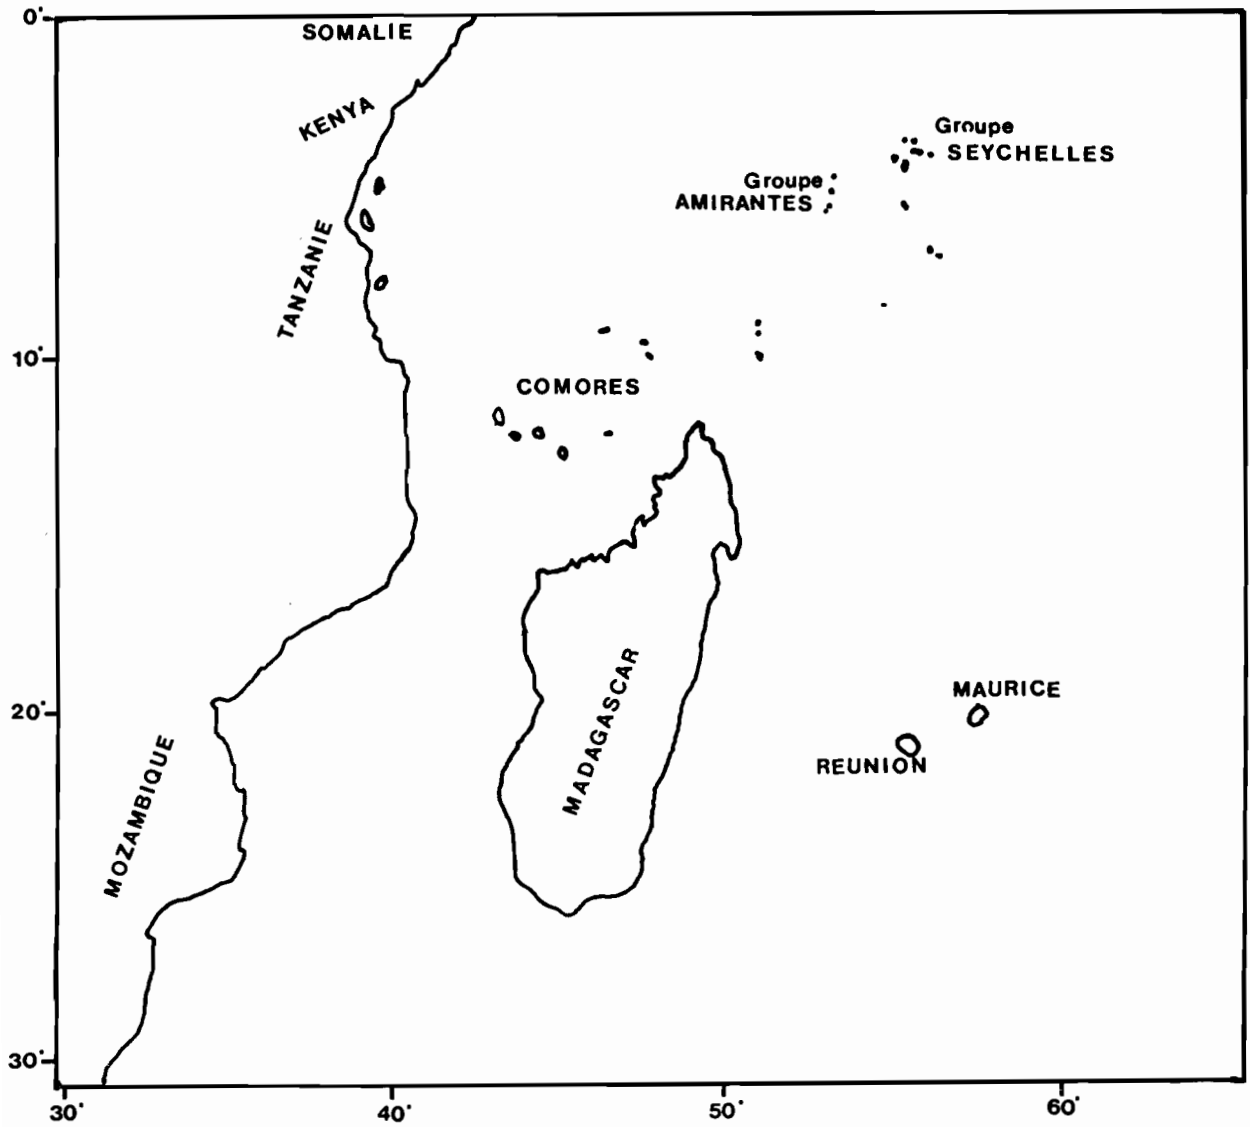 0°
SOMALIE
KENYA
Groupe
SEYCHELLES
Groupe
AMIRANTES
TANZANIE
10°
COMORES
MADAGASCAR
MAURICE
20°
REUNION
MOZAMBIQUE
30°
30° 40° 50° 60°